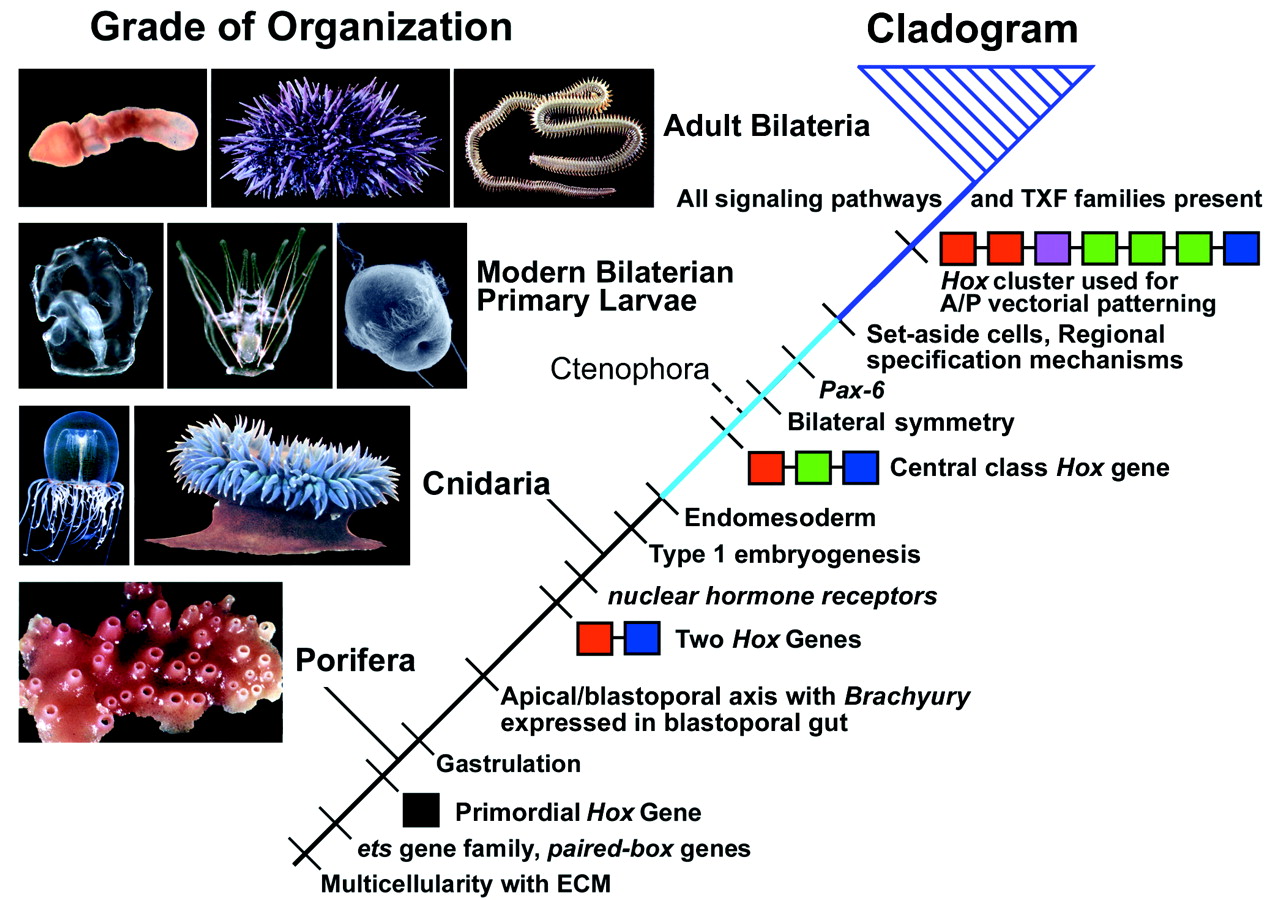 Grade of Organization
Cladogram
Adult Bilateria
All signaling pathways and TXF families present
Hox cluster used for
A/P vectorial patterning
Modern Bilaterian
Primary Larvae
Set-aside cells, Regional
specification mechanisms
Ctenophora
Pax-6
Bilateral symmetry
Central class Hox gene
Cnidaria
Endomesoderm
Type 1 embryogenesis
nuclear hormone receptors
Two Hox Genes
Porifera
Apical/blastoporal axis with Brachyury
expressed in blastoporal gut
Gastrulation
Primordial Hox Gene
ets gene family, paired-box genes
Multicellularity with ECM